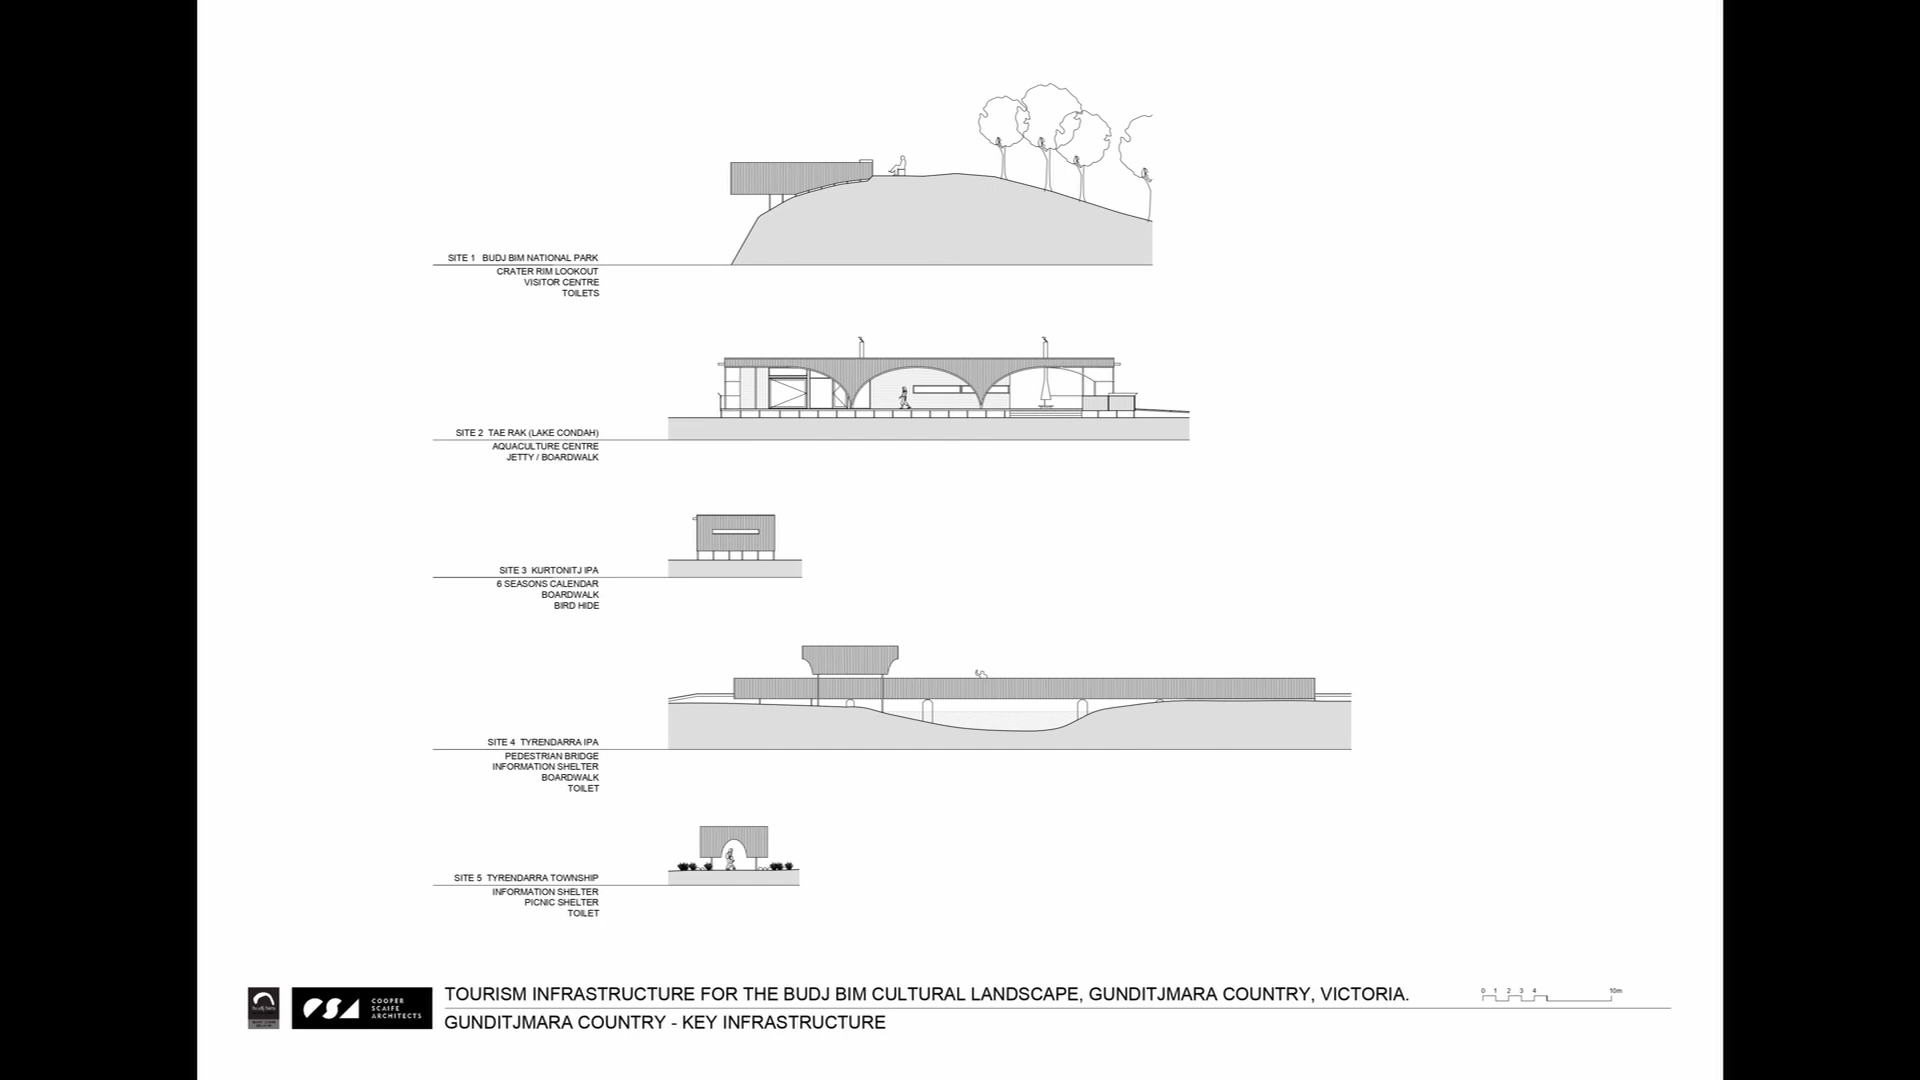 SITE 1 BUDJ BIM NATIONAL PARK
CRATER RIM LOOKOUT
VISITOR CENTRE
TOILETS
SITE 2 TAE RAK (LAKE CONDAH)
AQUACULTURE CENTRE
JETTY / BOARDWALK
SITE 3 KURTONITJ IPA
6 SEASONS CALENDAR
BOARDWALK
BIRD HIDE
SITE 4 TYRENDARRA IPA
PEDESTRIAN BRIDGE
INFORMATION SHELTER
BOARDWALK
TOILET
SITE 5 TYRENDARRA TOWNSHIP
INFORMATION SHELTER
PICNIC SHELTER
TOILET
budj bim
COOPER
SCAIFE
ARCHITECTS
TOURISM INFRASTRUCTURE FOR THE BUDJ BIM CULTURAL LANDSCAPE, GUNDITJMARA COUNTRY, VICTORIA.
GUNDITJMARA COUNTRY - KEY INFRASTRUCTURE
0 1 2 3 4 10m